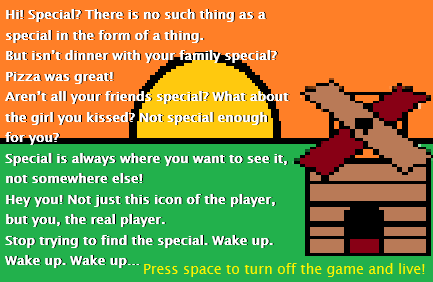 Hi! Special? There is no such thing as a
special in the form of a thing.
But isn't dinner with your family special?
Pizza was great!
Aren't all your friends special? What about
the girl you kissed? Not special enough
for you?
Special is always where you want to see it,
not somewhere else!
Hey you! Not just this icon of the player,
but you, the real player.
Stop trying to find the special. Wake up.
Wake up. Wake up...
Press space to turn off the game and live!